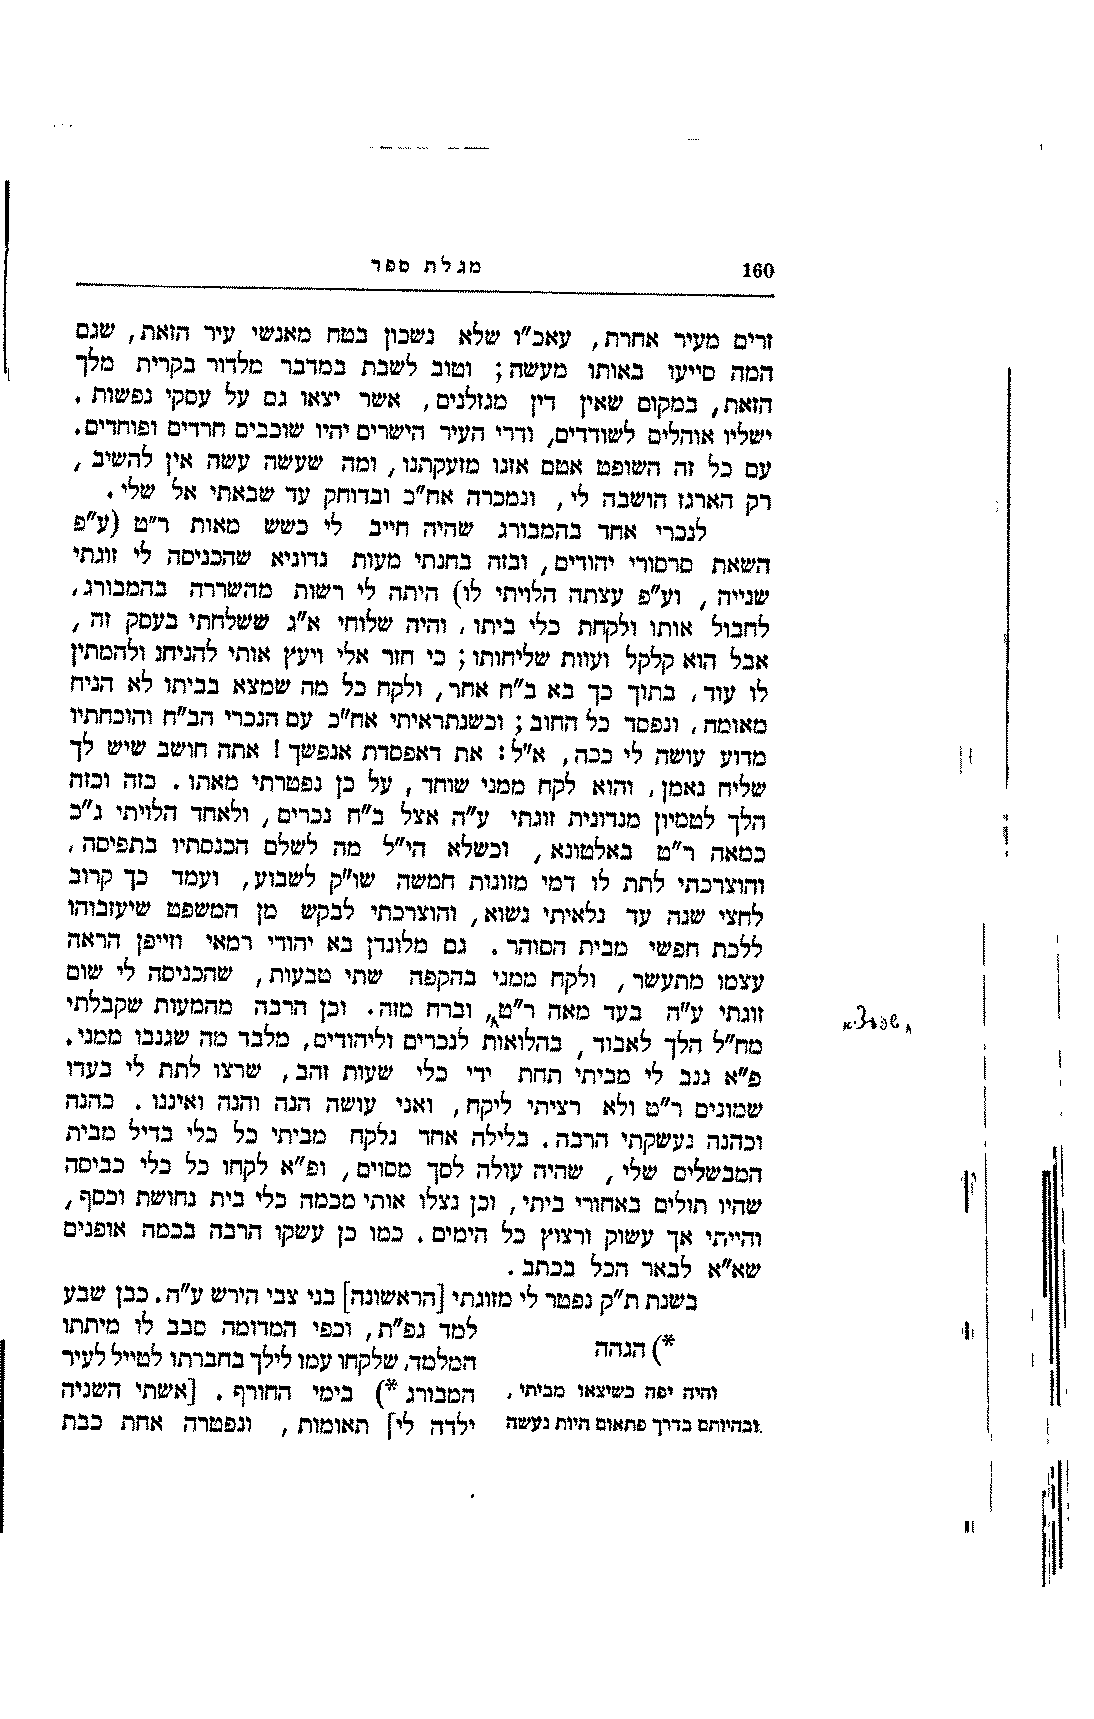 160
מגלת ספר
זרים מעיר אחרת, עאכ"ו שלא נשכון בטח מאנשי עיר הזאת, שגם
המה סייעו באותו מעשה; וטוב לשבת במדבר מלדור בקרית מלך
הזאת, במקום שאין דין מגזלנים, אשר יצאו גם על עסקי נפשות.
ישליו אוהלים לשודדים, ודרי העיר הישרים יהיו שוכבים חרדים ופוחדים.
עם כל זה השופט אטם אזנו מזעקתנו, ומה שעשה עשה אין להשיב,
רק הארגז הושבה לי, ונמכרה אח"כ ובדוחק עד שבאתי אל שלי.
לנכרי אחד בהמבורג שהיה חייב לי כשש מאות ר"ט (ע"פ
השאת סרסורי יהודים, ובזה בחנתי מעות נדוניא שהכניסה לי זוגתי
שנייה, וע"פ עצתה הלויתי לו) היתה לי רשות מהשררה בהמבורג,
לחבול אותו ולקחת כלי ביתו, והיה שלוחי א"ג ששלחתי בעסק זה,
אבל הוא קלקל ועוות שליחותו; כי חזר אלי ויעץ אותי להניחנ ולהמתין
לו עוד, בתוך כך בא ב"ח אחר, ולקח כל מה שמצא בביתו לא הניח
מאומה, ונפסד כל החוב; וכשנתראיתי אח"כ עם הנכרי הב"ח והוכחתיו
מדוע עושה לי ככה, א"ל: את דאפסדת אנפשך! אתה חושב שיש לך
שליח נאמן, והוא לקח ממני שוחד, על כן נפטרתי מאהו. כזה וכזה
הלך לטמיון מנדונית זוגתי ע"ה אצל ב"ח נכרים, ולאחד הלויתי ג"כ
כמאה ר"ט באלטונא, וכשלא הי"ל מה לשלם הכנסתיו בתפיסה,
והוצרכתי לתת לו דמי מזונות חמשה שו"ק לשבוע, ועמד כך קרוב
לחצי שנה עד נלאיתי נשוא, והוצרכתי לבקש מן המשפט שיעזבוהו
ללכת חפשי מבית הסוהר. גם מלונדן בא יהודי רמאי וזייפן הראה
עצמו מתעשר, ולקח ממני בהקפה שתי טבעות, שהכניסה לי שום
זוגתי ע"ה בעד מאה ר"ט, וברח מזה. וכן הרבה מהמעות שקבלתי
מח"ל הלך לאבוד, בהלואות לנכרים וליהודים, מלבד מה שגנבו ממני.
פ"א גנב לי מביתי תחת ידי כלי שעות זהב, שרצו לתת לי בעדו
שמונים ר"ט ולא רציתי ליקח, ואני עושה הנה והנה ואיננו. כהנה
וכהנה נעשקתי הרבה. בלילה אחד נלקח מביתי כל כלי בדיל מבית
המבשלים שלי, שהיה עולה לסך מסוים, ופ"א לקחו כל כלי כביסה
שהיו תולים באחורי ביתי, וכן נצלו אותי מכמה כלי בית נחושת וכסף,
והייתי אך עשוק ורצוץ כל הימים. כמו כן עשקו הרבה בכמה אופנים
שא"א לבאר הכל בכתב.
בשנת ת"ק נפטר לי מזוגתי [הראשונה] בני צבי הירש ע"ה. כבן שבע
למד גפ"ת, וכפי המדומה סבב לו מיתתו
המלמד, שלקחו עמו לילך בחברתו לטייל לעיר
המבורג *) בימי החורף. [אשתי השניה
ילדה לי] תאומות, ונפטרה אחת כבת
*) הגהה
והיה יפה כשיצאו מביתי,
ובהיותם בדרך פתאום היות נעשה